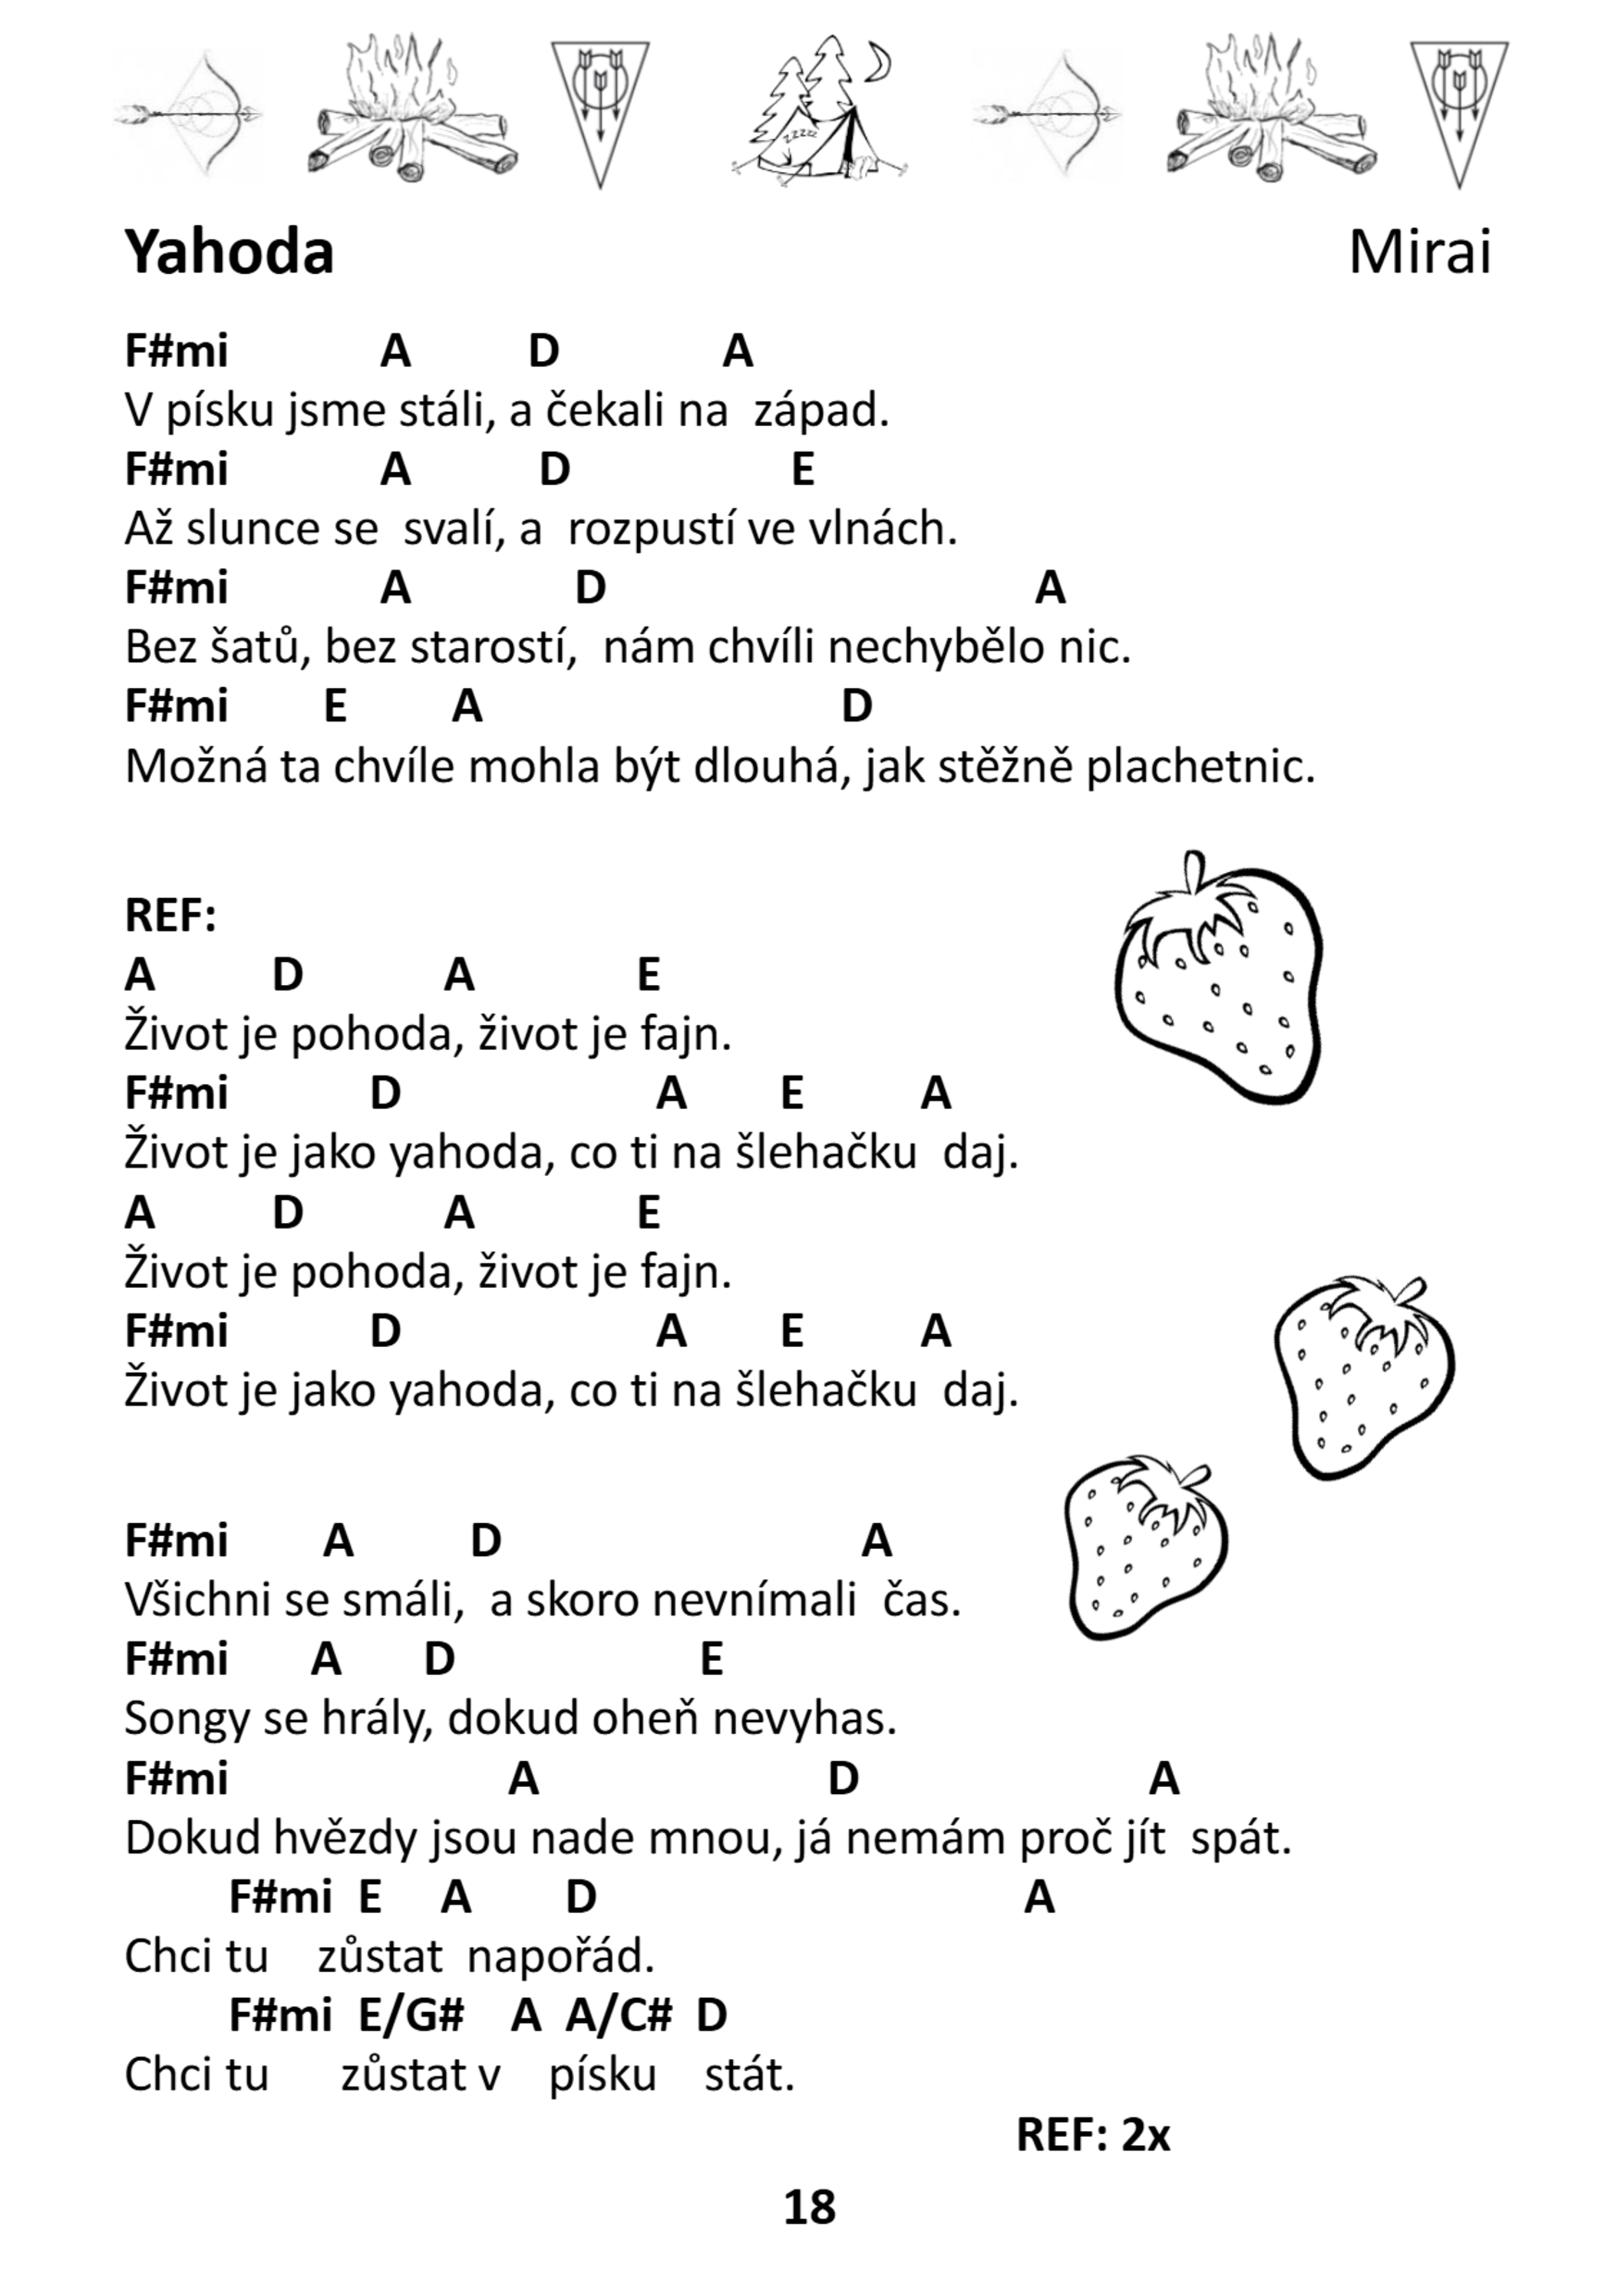 zzzzz
Yahoda Mirai
F#mi A D A
V písku jsme stáli, a čekali na západ.
F#mi A D E
Až slunce se svalí, a rozpustí ve vlnách.
F#mi A D A
Bez šatů, bez starostí, nám chvíli nechybělo nic.
F#mi E A D
Možná ta chvíle mohla být dlouhá, jak stěžně plachetnic.
REF:
A D A E
Život je pohoda, život je fajn.
F#mi D A E A
Život je jako yahoda, co ti na šlehačku daj.
A D A E
Život je pohoda, život je fajn.
F#mi D A E A
Život je jako yahoda, co ti na šlehačku daj.
F#mi A D A
Všichni se smáli, a skoro nevnímali čas.
F#mi A D E
Songy se hrály, dokud oheň nevyhas.
F#mi A D A
Dokud hvězdy jsou nade mnou, já nemám proč jít spát.
F#mi E A D A
Chci tu zůstat napořád.
F#mi E/G# A A/C# D
Chci tu zůstat v písku stát.
REF: 2x
18